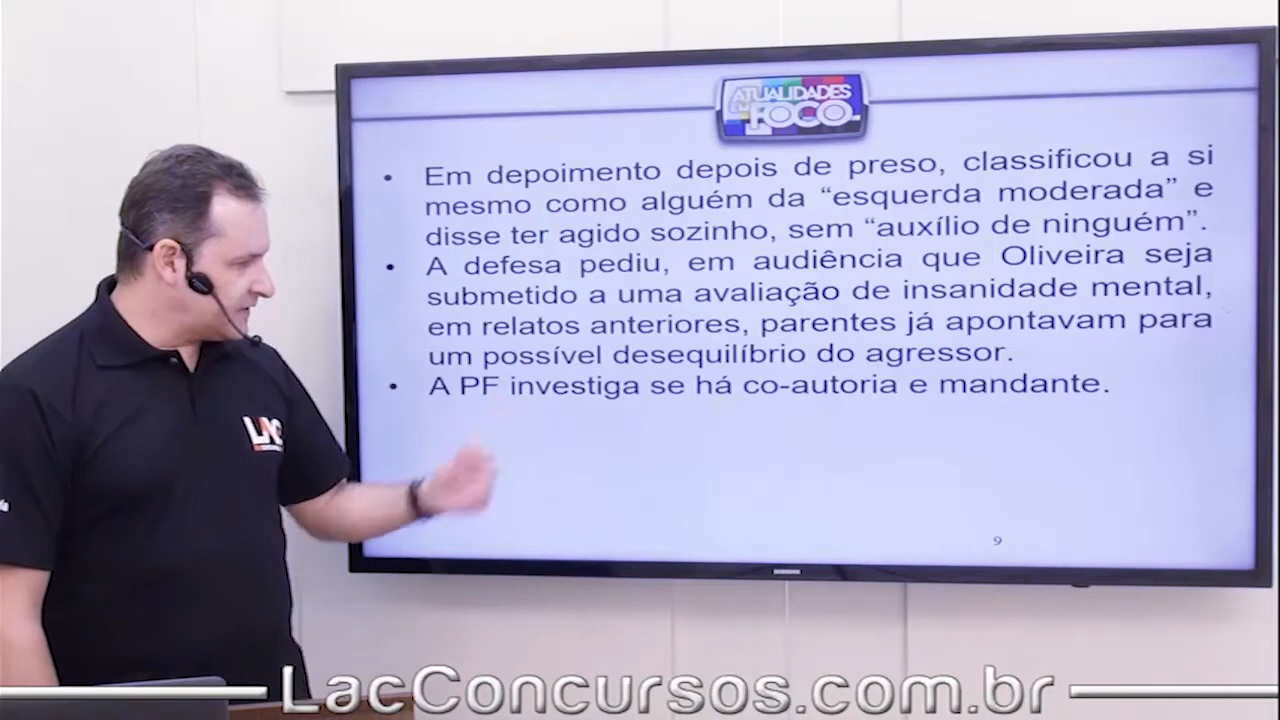 ATUALIDADES
EM
FOCO
• Em depoimento depois de preso, classificou a si
mesmo como alguém da “esquerda moderada” e
disse ter agido sozinho, sem “auxílio de ninguém”.
• A defesa pediu, em audiência que Oliveira seja
submetido a uma avaliação de insanidade mental,
em relatos anteriores, parentes já apontavam para
um possível desequilíbrio do agressor.
• A PF investiga se há co-autoria e mandante.
9
LAC
LacConcursos.com.br